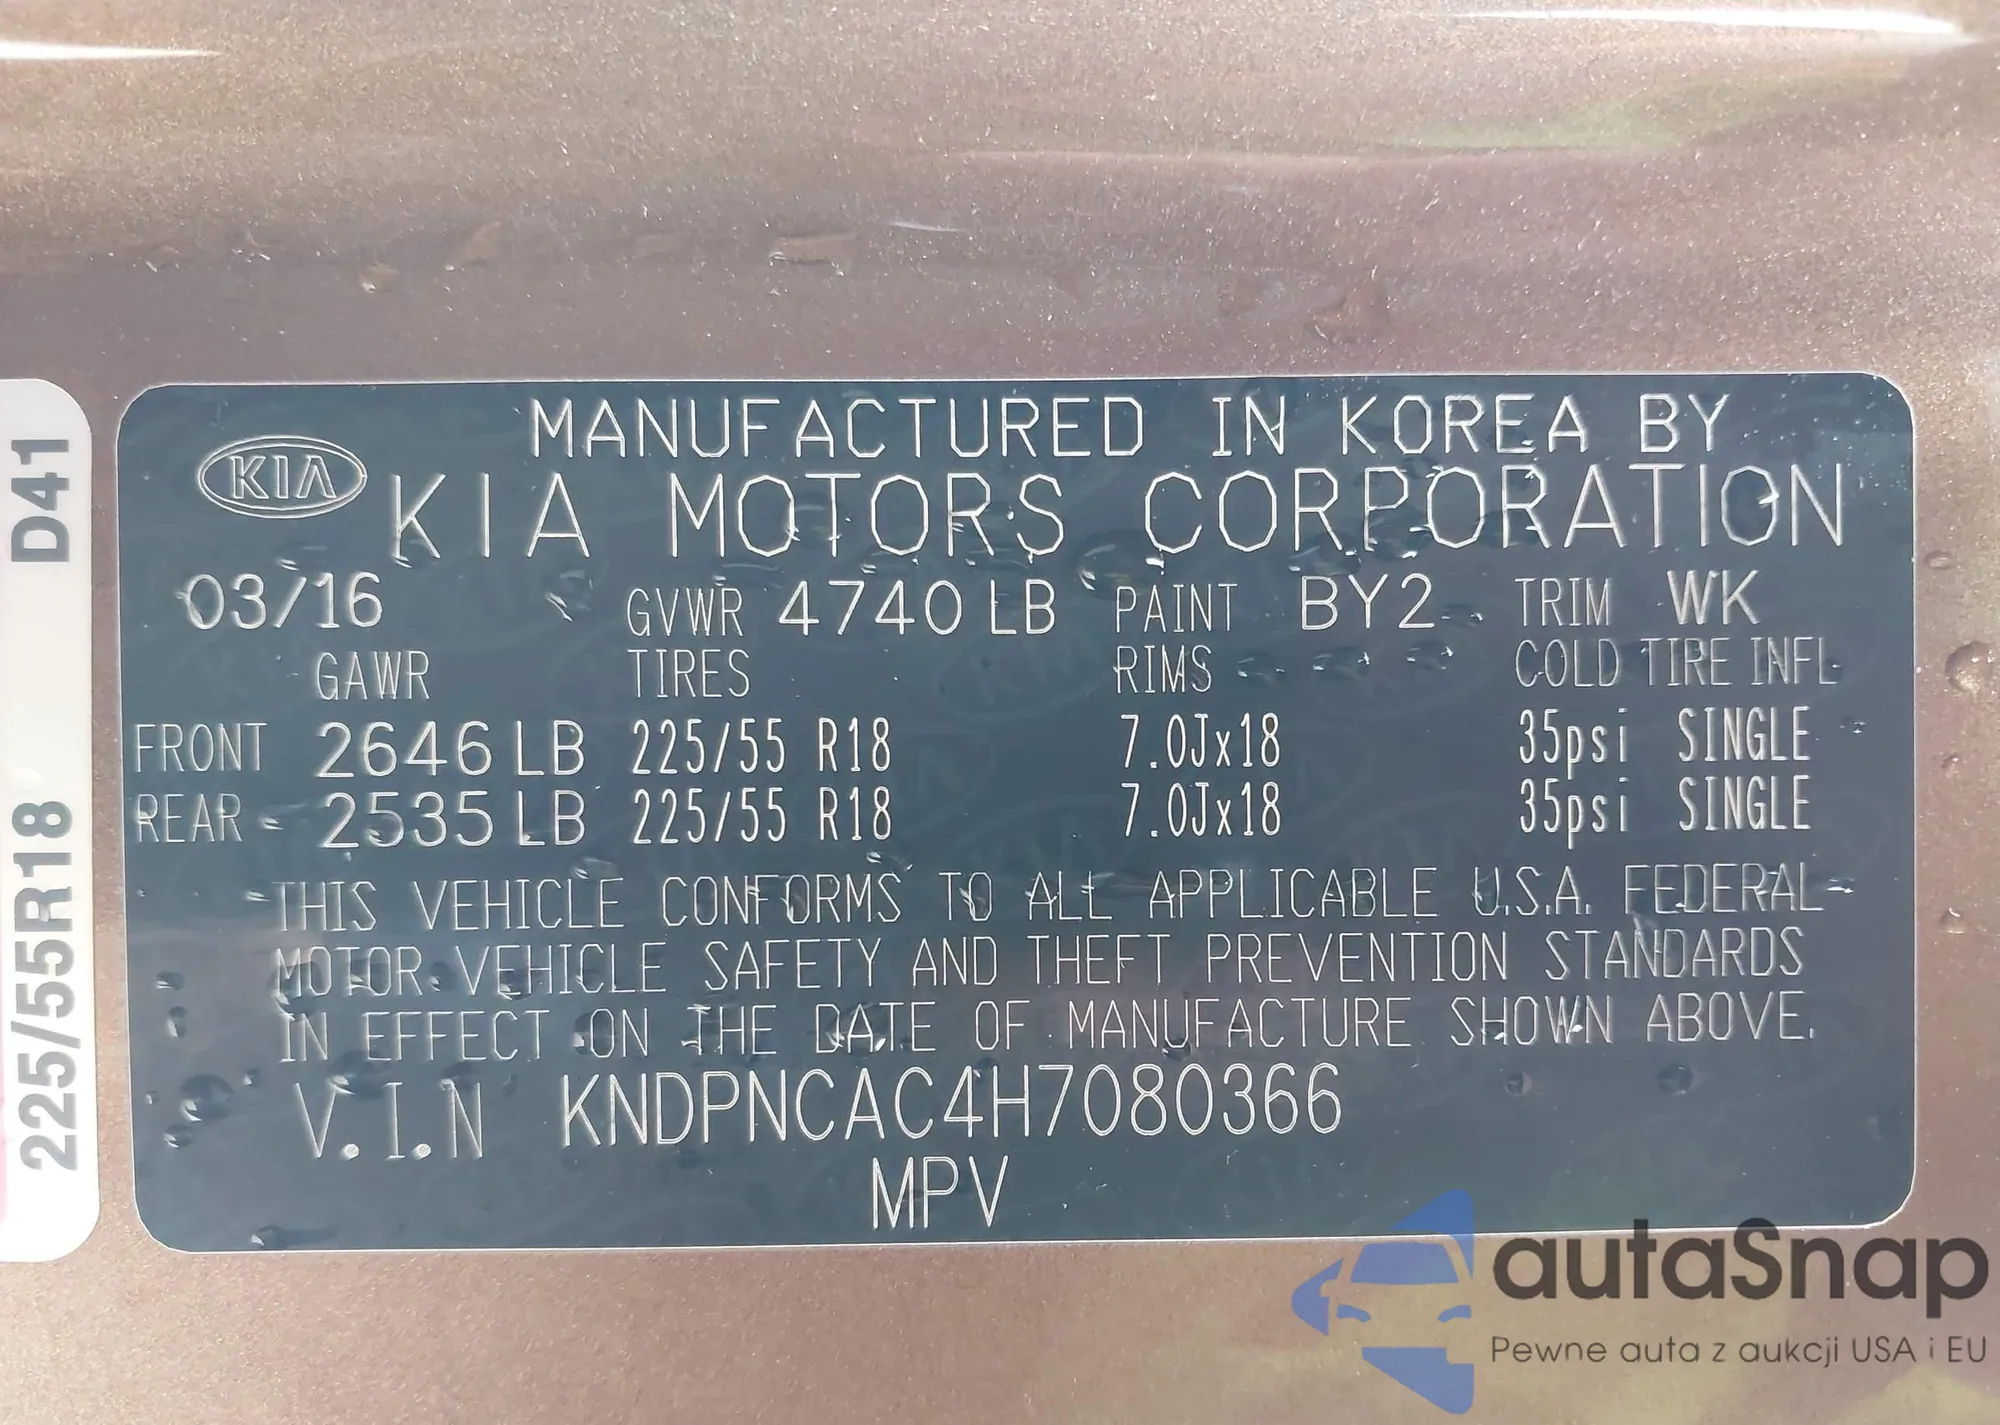 D41
225/55R18
MANUFACTURED IN KOREA BY
KIA KIA MOTORS CORPORATION
03/16 GVWR 4740 LB PAINT BY2 TRIM WK
GAWR TIRES RIMS COLD TIRE INFL
FRONT 2646 LB 225/55 R18 7.0Jx18 35psi SINGLE
REAR 2535 LB 225/55 R18 7.0Jx18 35psi SINGLE
THIS VEHICLE CONFORMS TO ALL APPLICABLE U.S.A. FEDERAL
MOTOR VEHICLE SAFETY AND THEFT PREVENTION STANDARDS
IN EFFECT ON THE DATE OF MANUFACTURE SHOWN ABOVE.
V.I.N KNDPNCAC4H7080366
MPV
autaSnap
Pewne auta z aukcji USA i EU